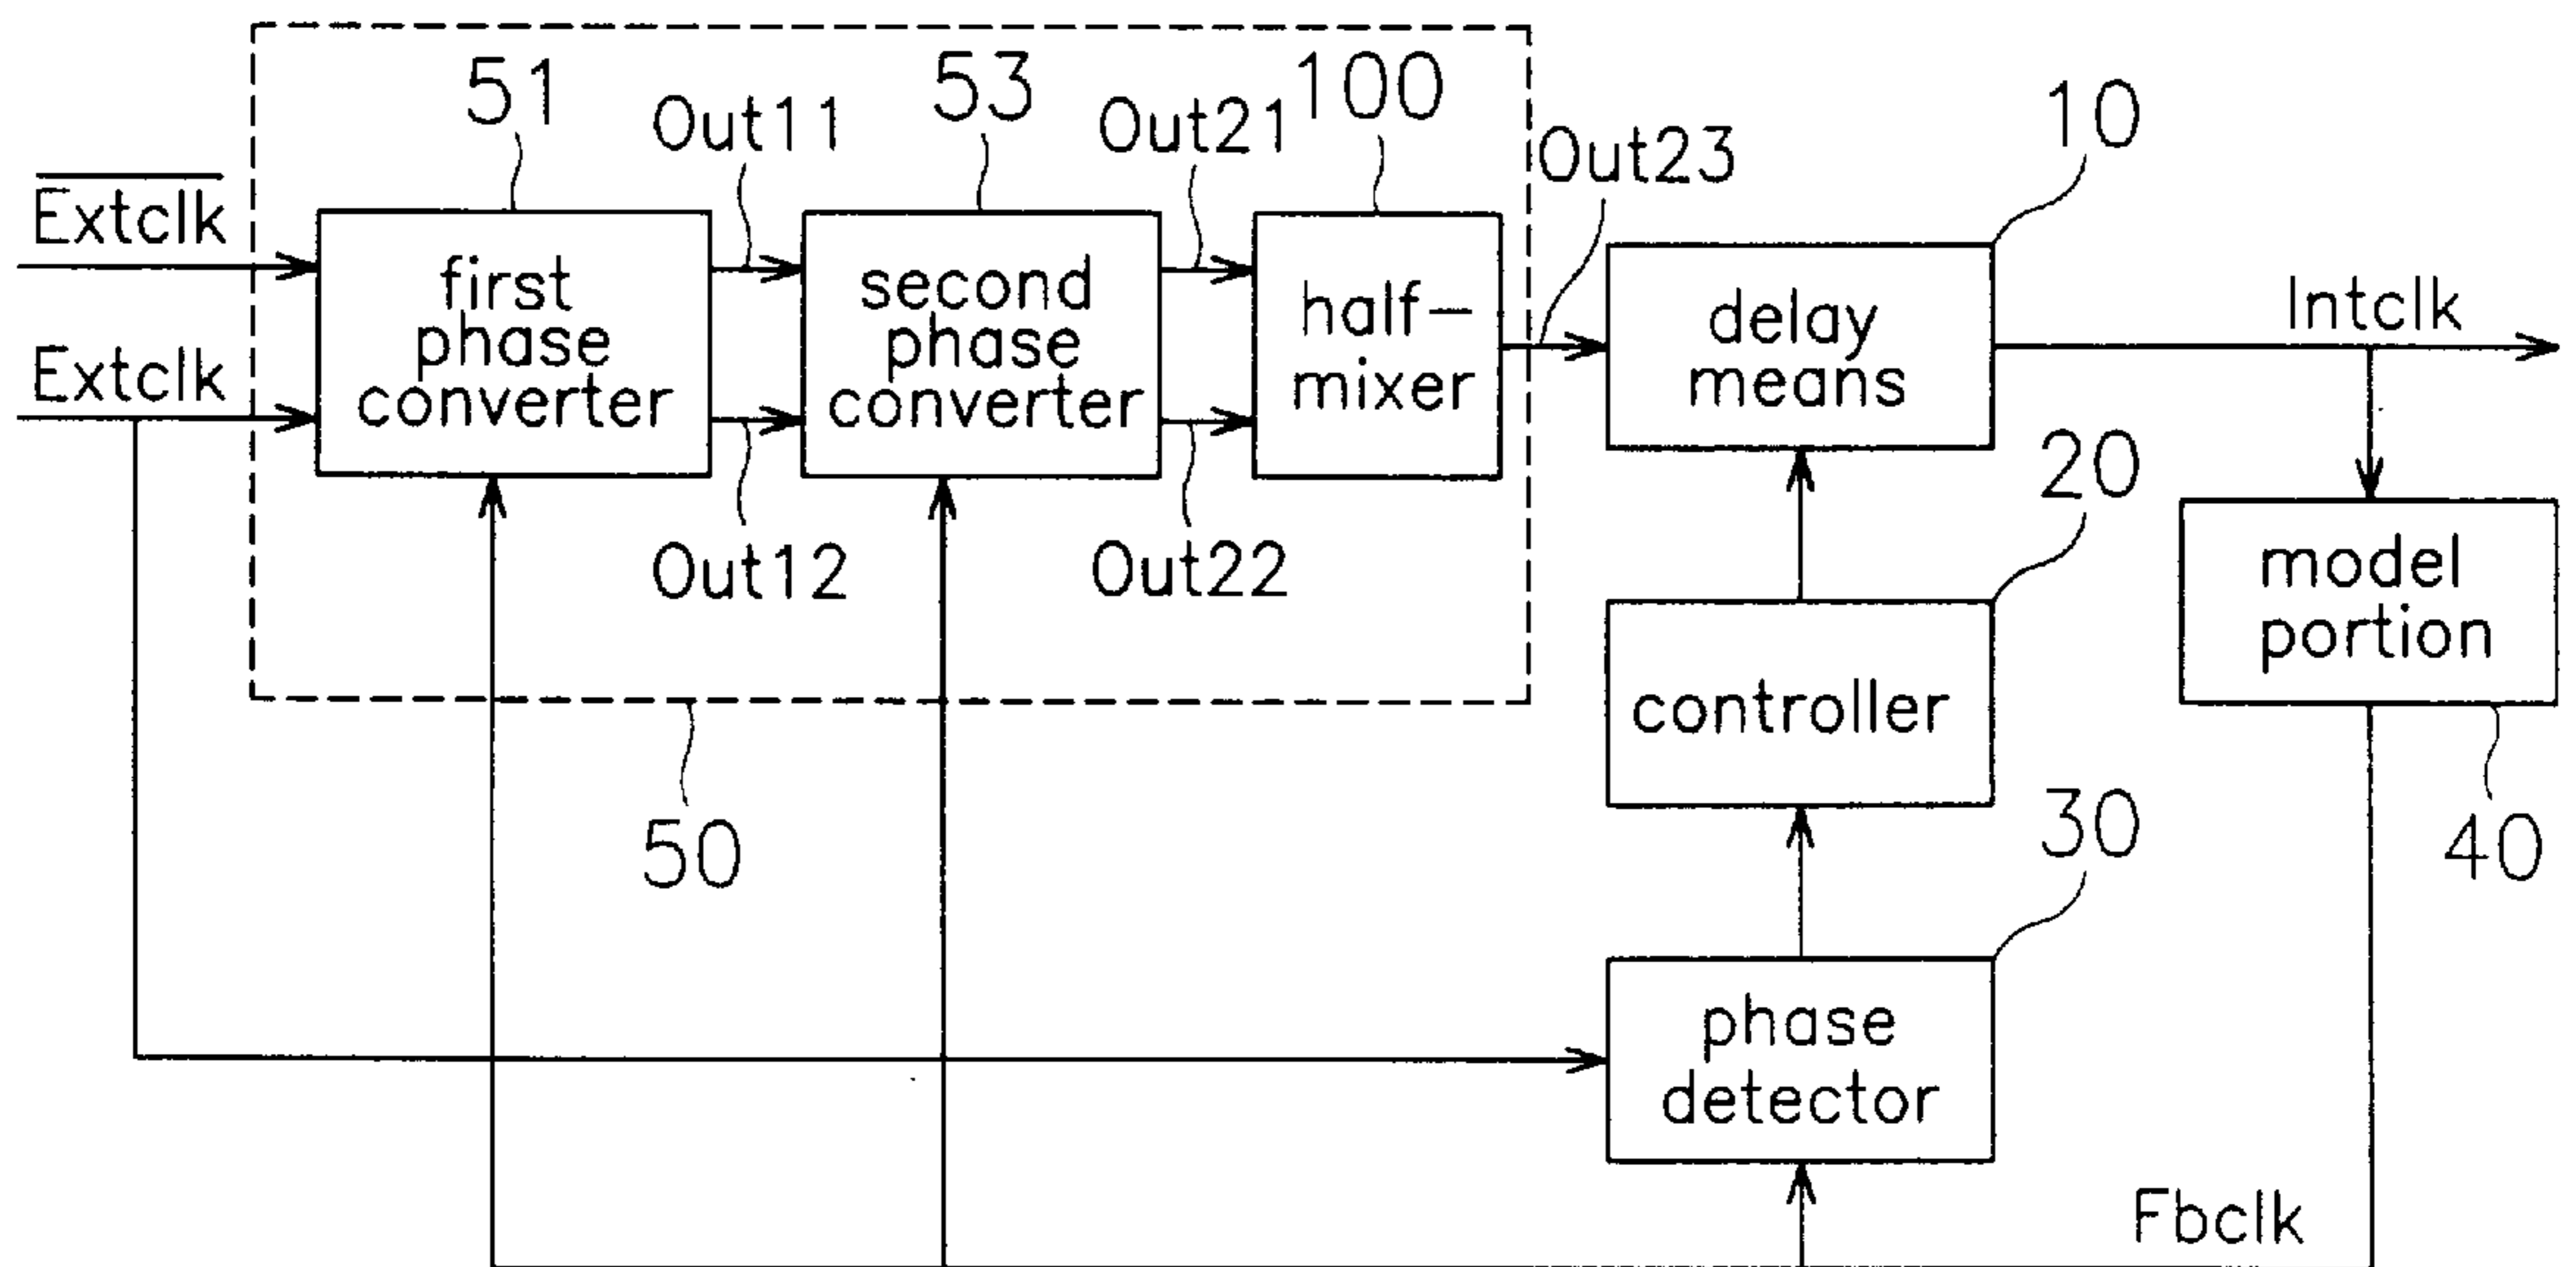 51
Out11
53
Out21
100
Out23
10
Extclk
first
phase
converter
second
phase
converter
half-
mixer
delay
means
Intclk
Extclk
Out12
Out22
20
model
portion
controller
50
30
40
phase
detector
Fbclk